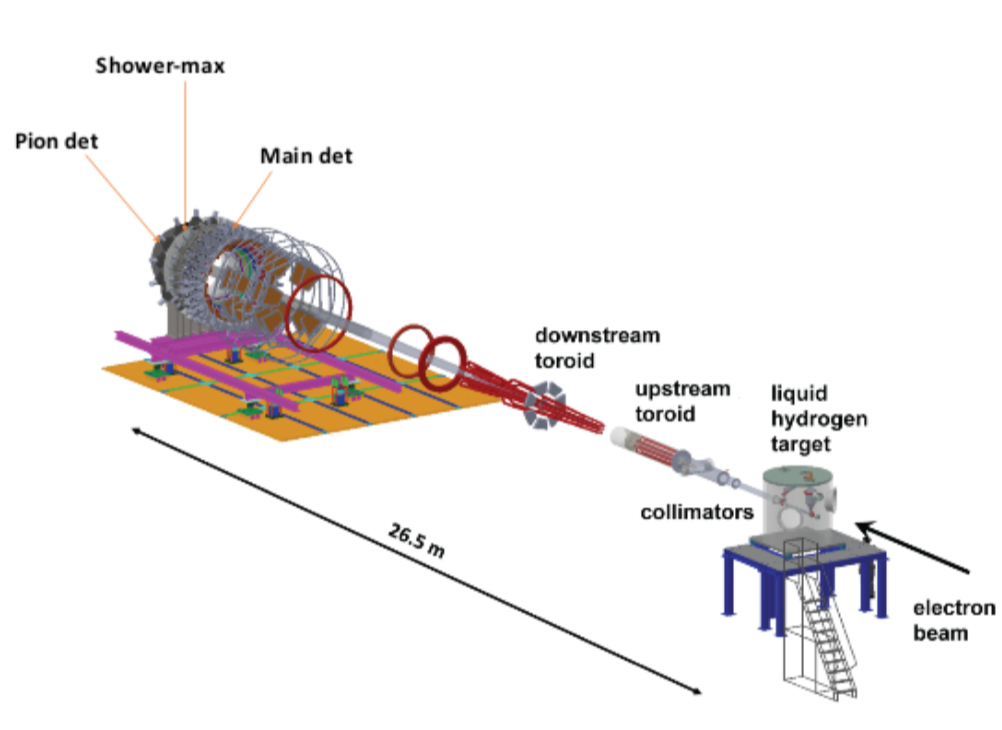 Shower-max
Pion det
Main det
downstream
toroid
upstream
toroid
liquid
hydrogen
target
collimators
26.5 m
electron
beam